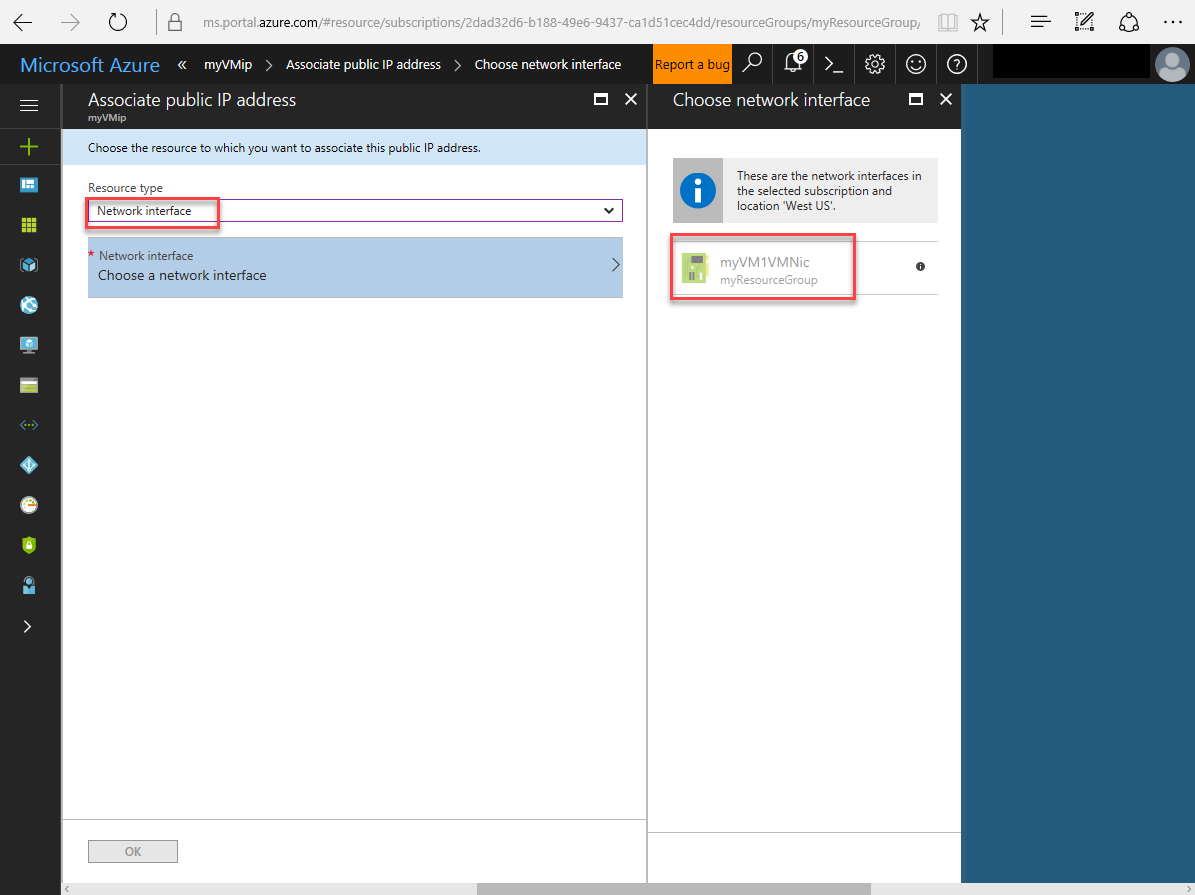 ms.portal.azure.com/#resource/subscriptions/2dad32d6-b188-49e6-9437-ca1d51cec4dd/resourceGroups/myResourceGroup/
Microsoft Azure « myVMip > Associate public IP address > Choose network interface
Report a bug
6
Associate public IP address
myVMip
Choose the resource to which you want to associate this public IP address.
Resource type
Network interface
* Network interface
Choose a network interface
OK
Choose network interface
These are the network interfaces in
the selected subscription and
location 'West US'.
myVM1VMNic
myResourceGroup